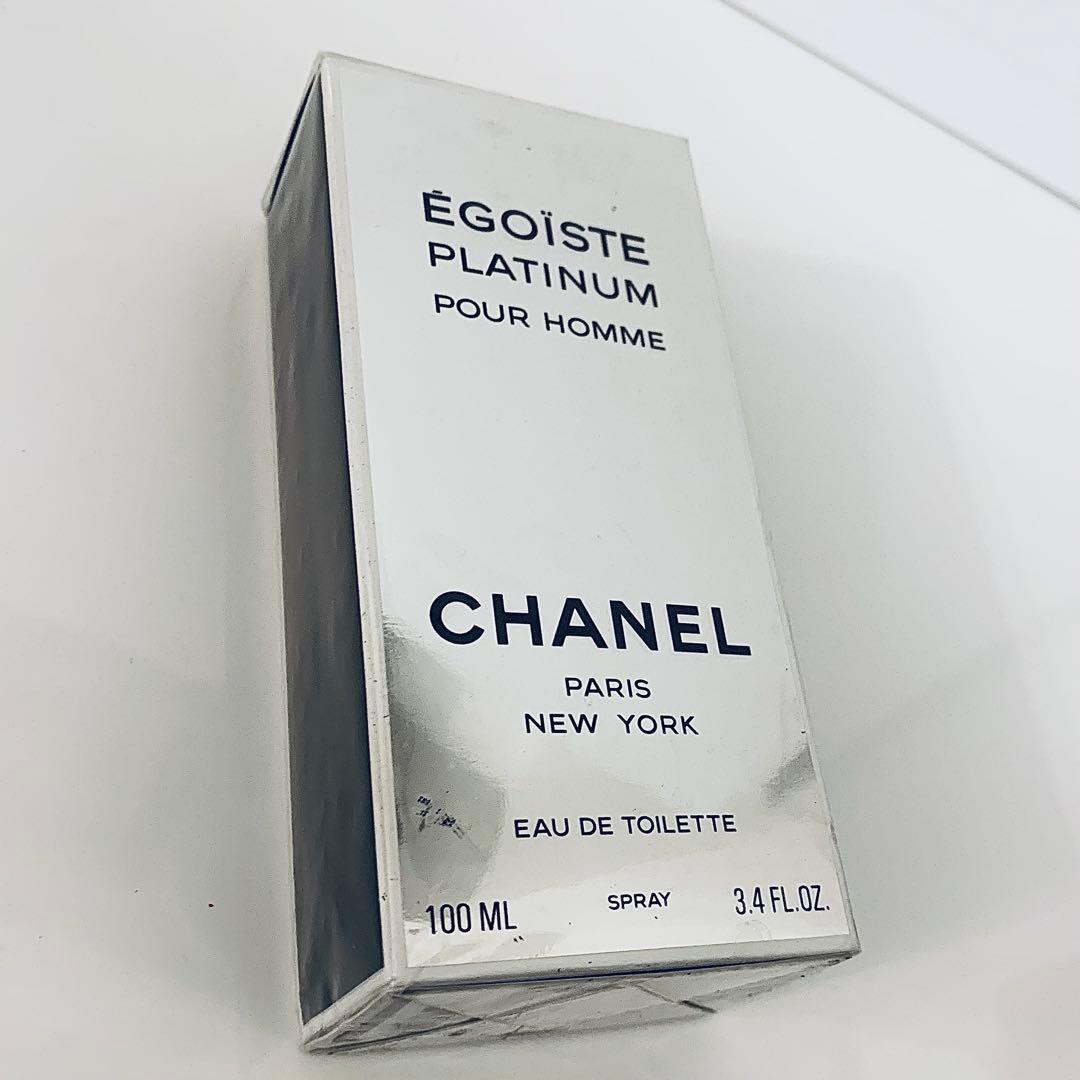 ÉGOÏSTE
PLATINUM
POUR HOMME
CHANEL
PARIS
NEW YORK
EAU DE TOILETTE
100 ML SPRAY 3.4 FL.OZ.